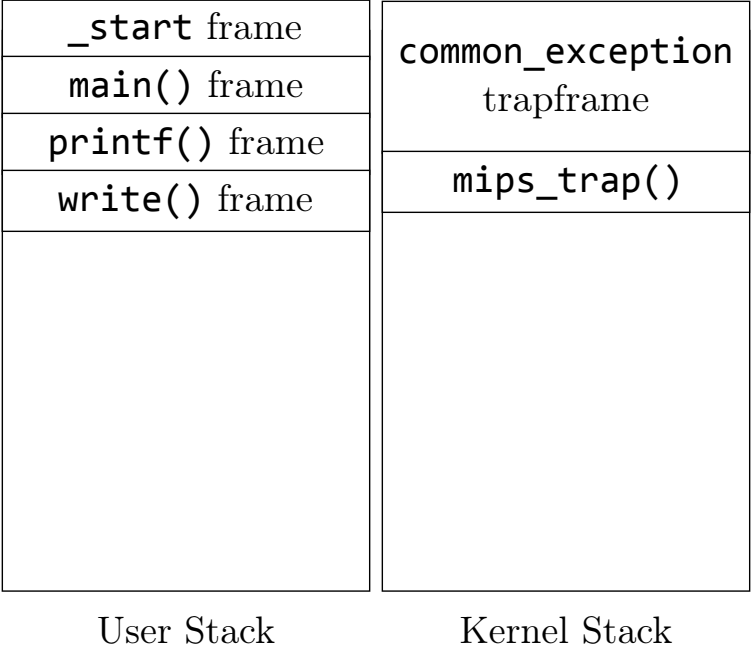 _start frame
main() frame
printf() frame
write() frame
common_exception
trapframe
mips_trap()
User Stack
Kernel Stack